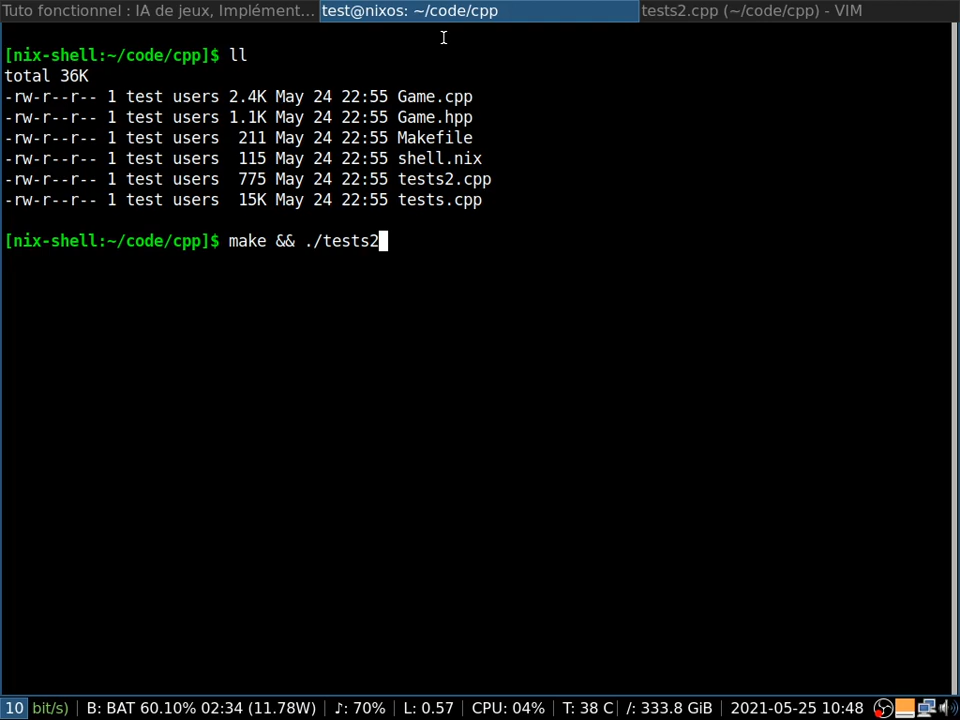 Tuto fonctionnel : IA de jeux, Implément... test@nixos: ~/code/cpp tests2.cpp (~/code/cpp) - VIM
[nix-shell:~/code/cpp]$ ll
total 36K
-rw-r--r-- 1 test users 2.4K May 24 22:55 Game.cpp
-rw-r--r-- 1 test users 1.1K May 24 22:55 Game.hpp
-rw-r--r-- 1 test users  211 May 24 22:55 Makefile
-rw-r--r-- 1 test users  115 May 24 22:55 shell.nix
-rw-r--r-- 1 test users  775 May 24 22:55 tests2.cpp
-rw-r--r-- 1 test users  15K May 24 22:55 tests.cpp
[nix-shell:~/code/cpp]$ make && ./tests2
10 bit/s) | B: BAT 60.10% 02:34 (11.78W) | ♪: 70% | L: 0.57 | CPU: 04% | T: 38 C | /: 333.8 GiB | 2021-05-25 10:48